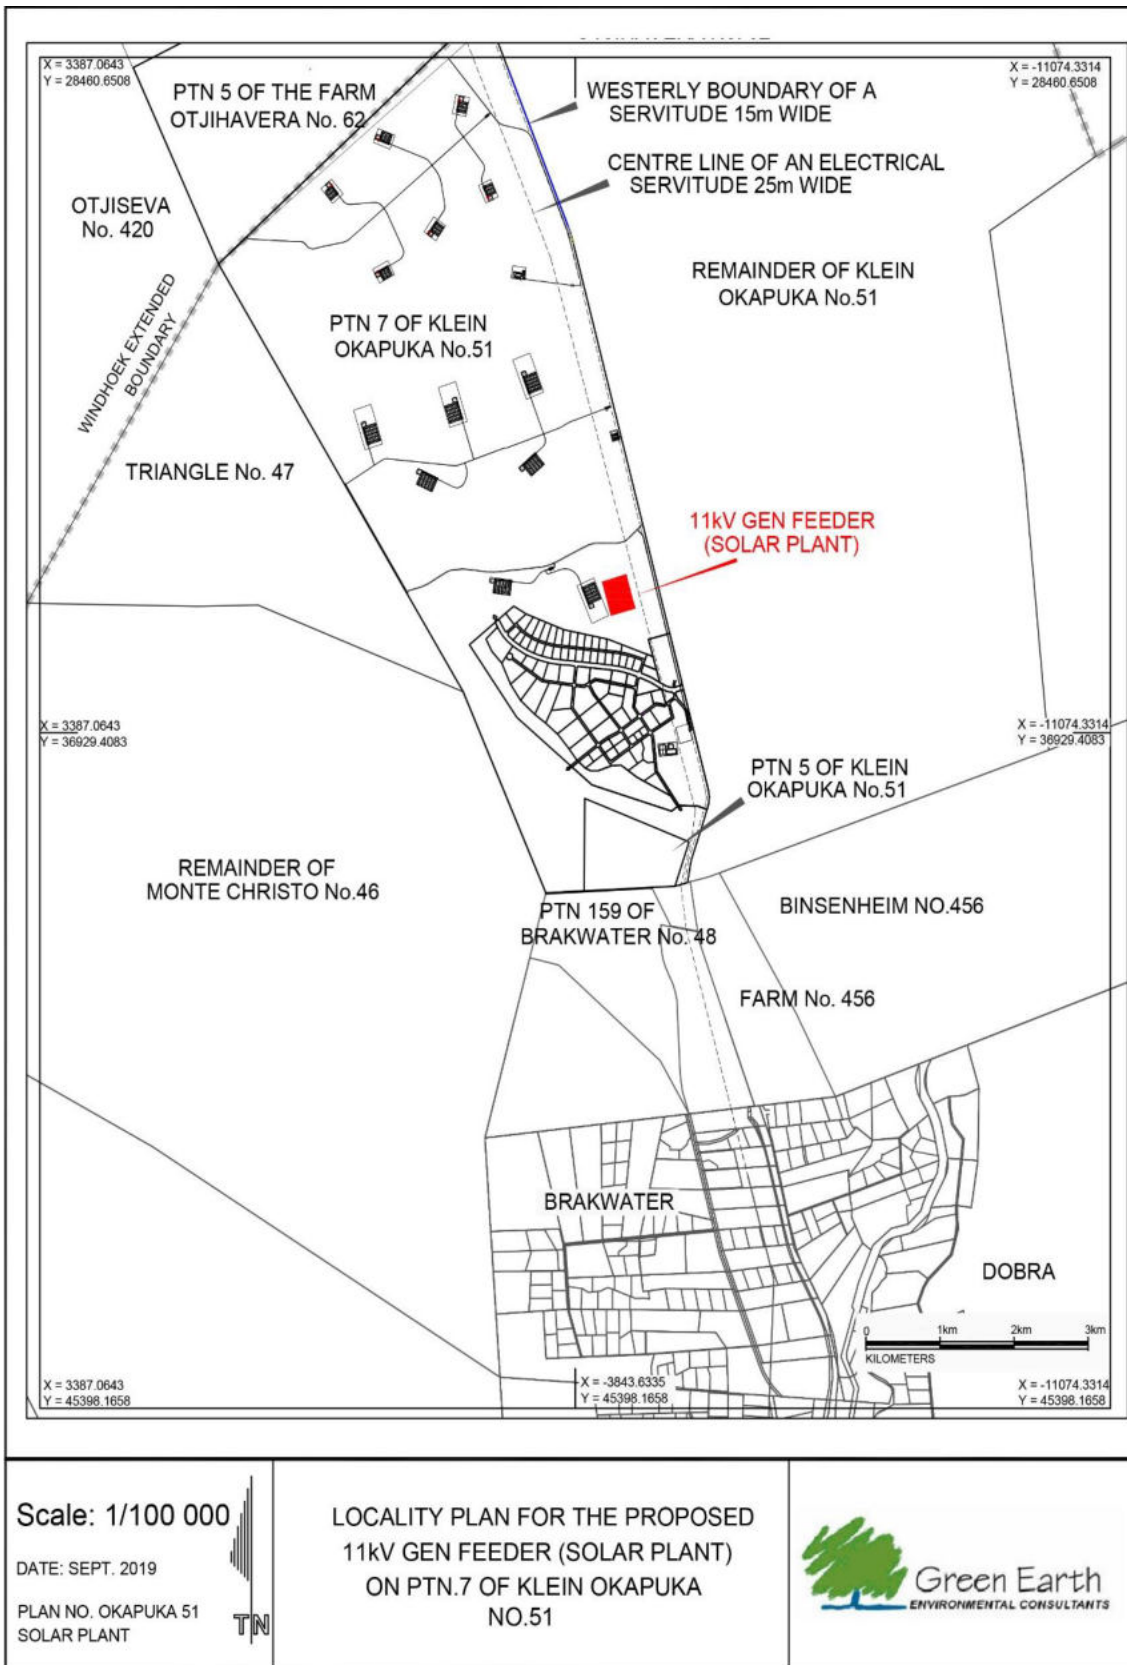 X = 3387.0643
Y = 28460.6508
X = -11074.3314
Y = 28460.6508
PTN 5 OF THE FARM
OTJIHAVERA No. 62
WESTERLY BOUNDARY OF A
SERVITUDE 15m WIDE
CENTRE LINE OF AN ELECTRICAL
SERVITUDE 25m WIDE
OTJISEVA
No. 420
REMAINDER OF KLEIN
OKAPUKA No.51
WINDHOEK EXTENDED
BOUNDARY
PTN 7 OF KLEIN
OKAPUKA No.51
TRIANGLE No. 47
11kV GEN FEEDER
(SOLAR PLANT)
X = 3387.0643
Y = 36929.4083
X = -11074.3314
Y = 36929.4083
PTN 5 OF KLEIN
OKAPUKA No.51
REMAINDER OF
MONTE CHRISTO No.46
PTN 159 OF
BRAKWATER No. 48
BINSENHEIM NO.456
FARM No. 456
BRAKWATER
DOBRA
0 1km 2km 3km
KILOMETERS
X = 3387.0643
Y = 45398.1658
X = -3843.6335
Y = 45398.1658
X = -11074.3314
Y = 45398.1658
Scale: 1/100 000
DATE: SEPT. 2019
PLAN NO. OKAPUKA 51
SOLAR PLANT
TN
LOCALITY PLAN FOR THE PROPOSED
11kV GEN FEEDER (SOLAR PLANT)
ON PTN.7 OF KLEIN OKAPUKA
NO.51
Green Earth
ENVIRONMENTAL CONSULTANTS